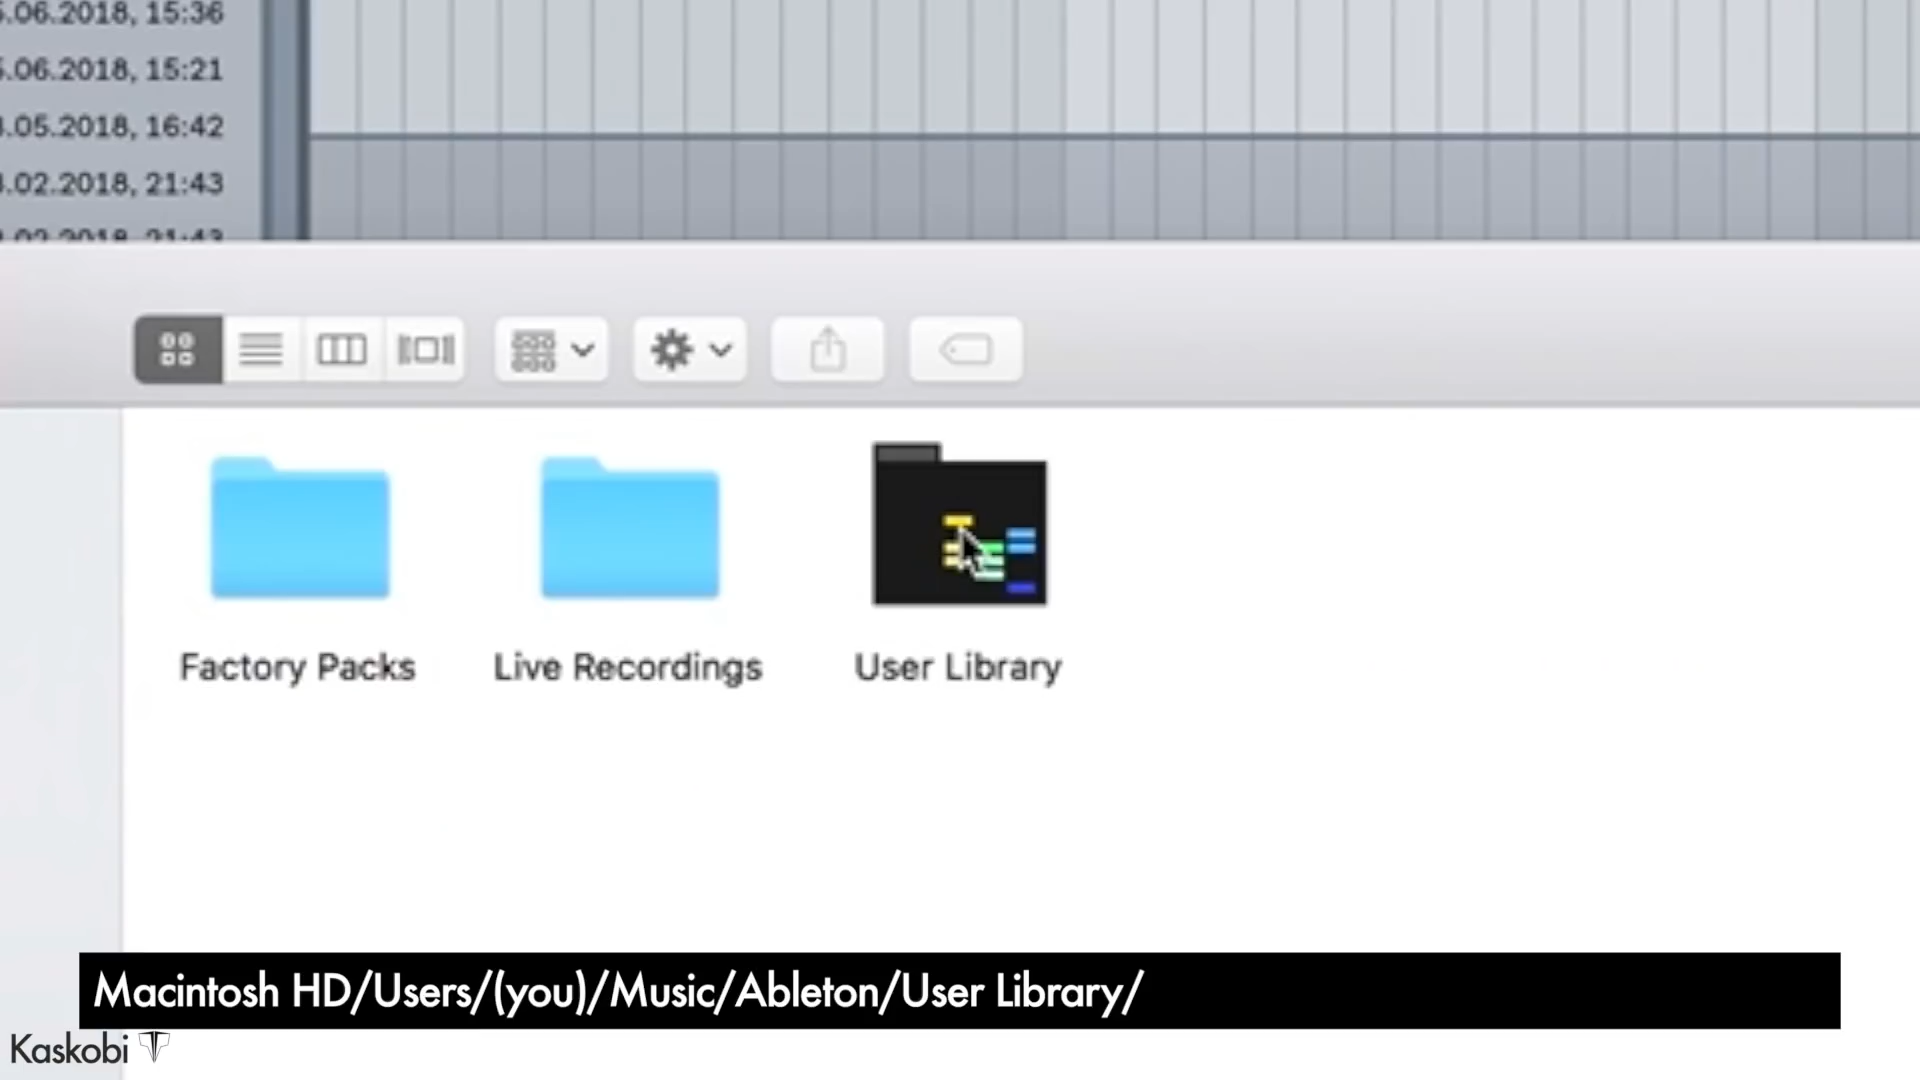 .06.2018, 15:36
.06.2018, 15:21
.05.2018, 16:42
.02.2018, 21:43
Factory Packs
Live Recordings
User Library
Macintosh HD/Users/(you)/Music/Ableton/User Library/
Kaskobi